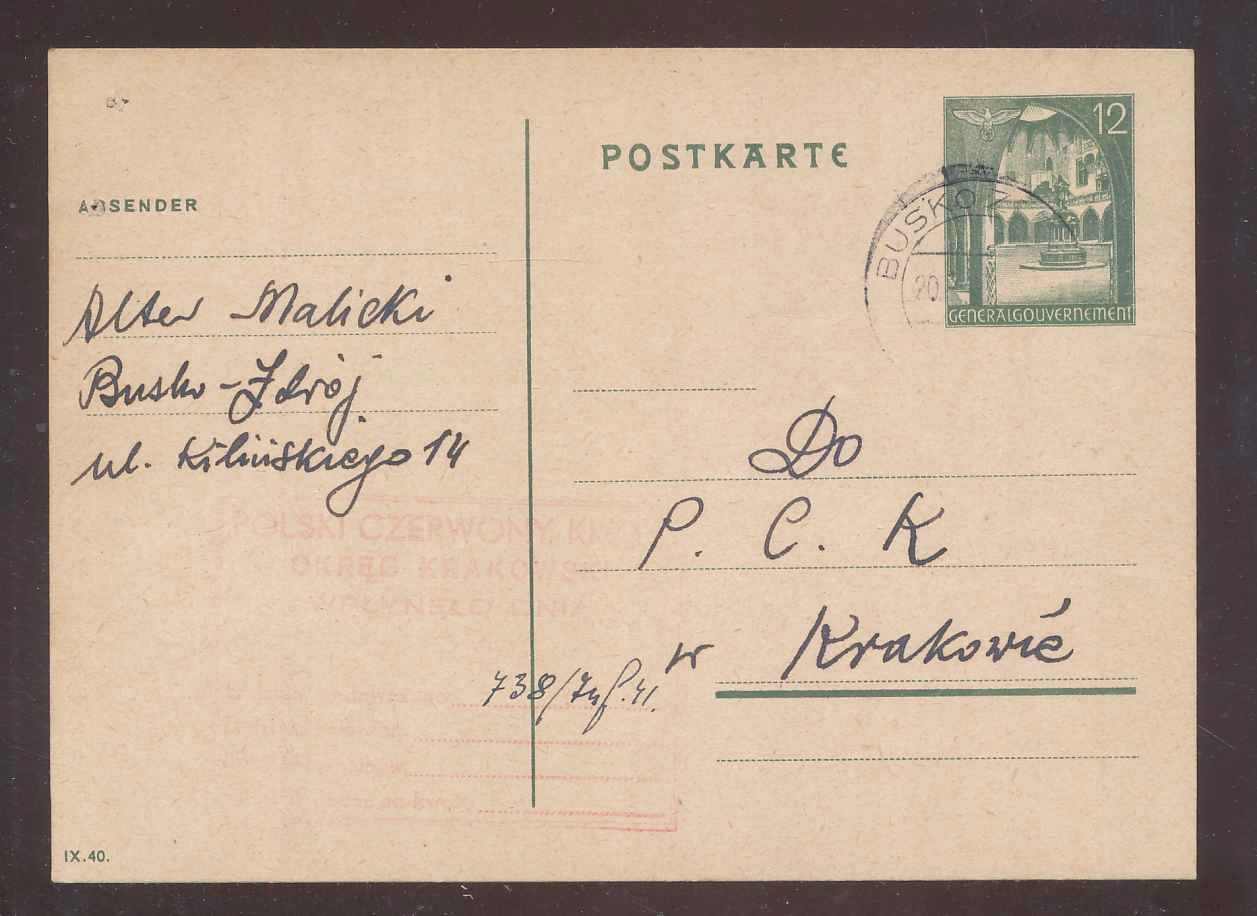 ABSENDER
Alter Malicki
Busko-Zdrój
ul. Kilińskiego 14
POSTKARTE
12
GENERALGOUVERNEMENT
BUSKO Z
20
Do
P. C. K
w Krakowie
738/Inf. 41.
POLSKI CZERWONY
OKRĘG KRAKOWSKI
WPŁYNĘŁO DNIA
IX.40.